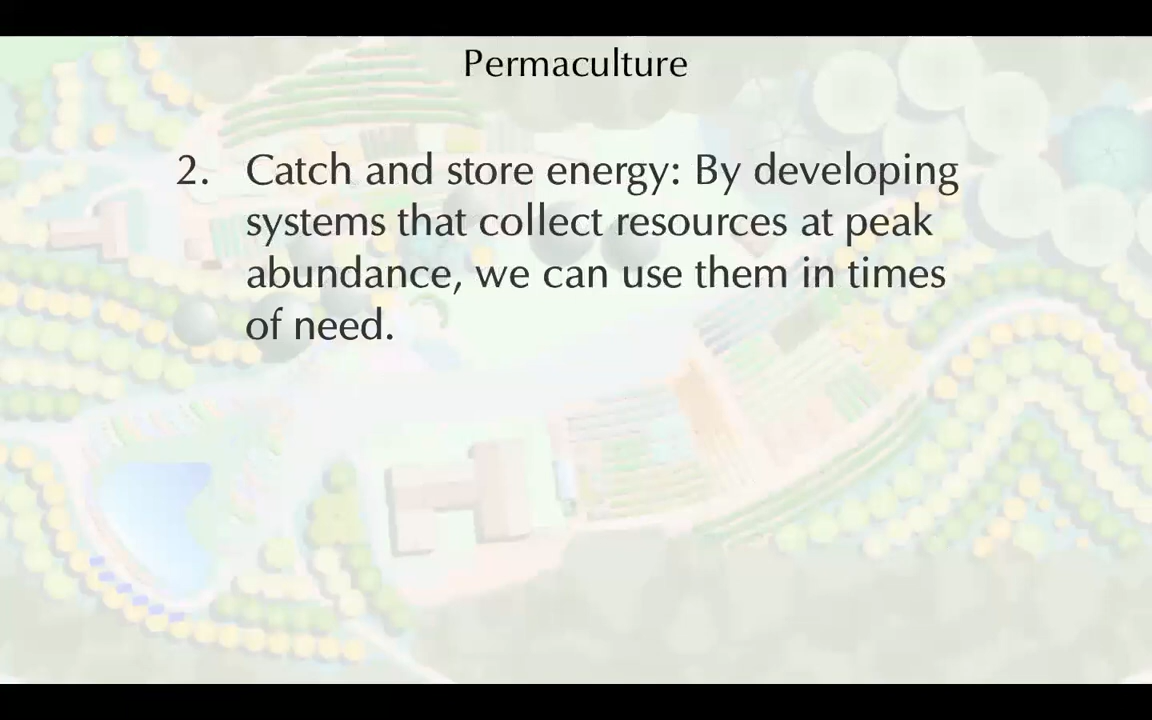 Permaculture
2. Catch and store energy: By developing
systems that collect resources at peak
abundance, we can use them in times
of need.